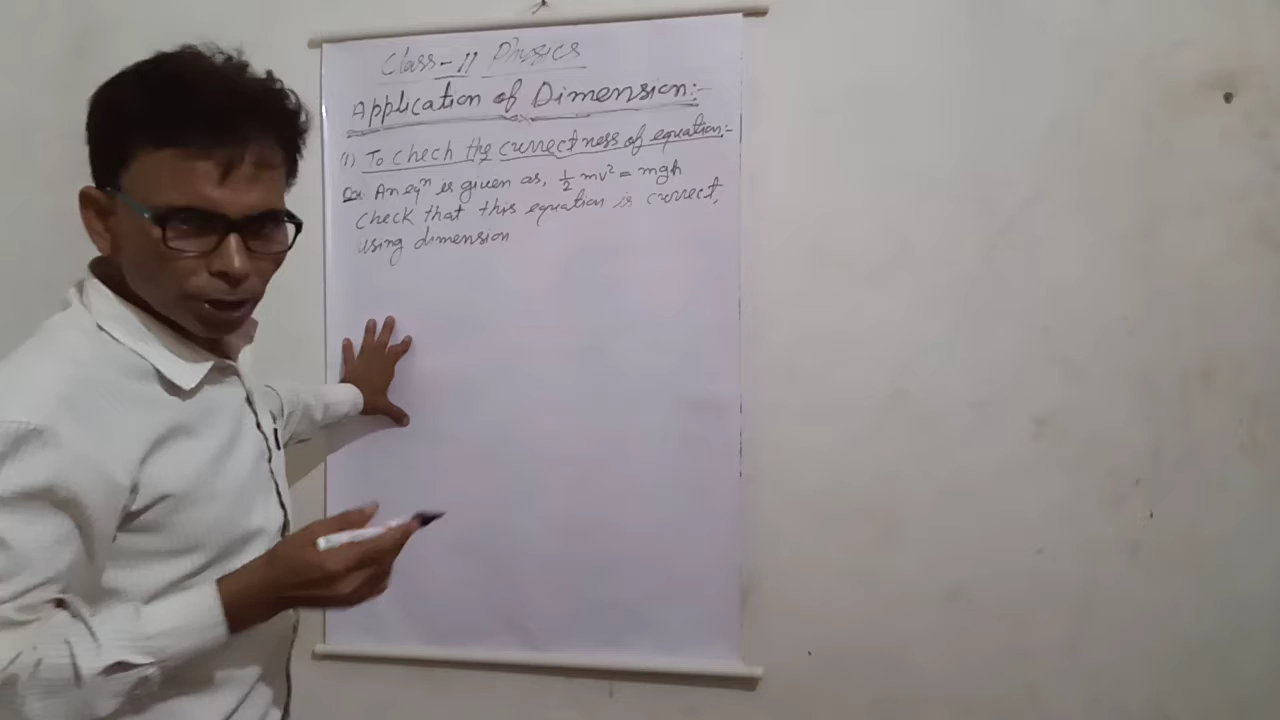 Class-11 Physics
Application of Dimension:-
(1) To chech the currectness of equation:-
Ex. An eqⁿ is given as, 1/2 mv² = mgh
check that this equation is currect,
using dimension